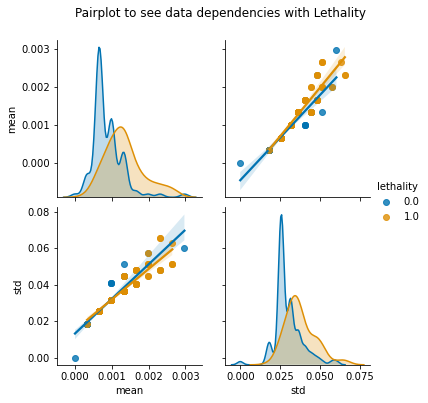 Pairplot to see data dependencies with Lethality
0.003
0.002
0.001
0.000
mean
lethality
0.0
1.0
0.08
0.06
0.04
0.02
0.00
std
0.000 0.001 0.002 0.003
mean
0.000 0.025 0.050 0.075
std